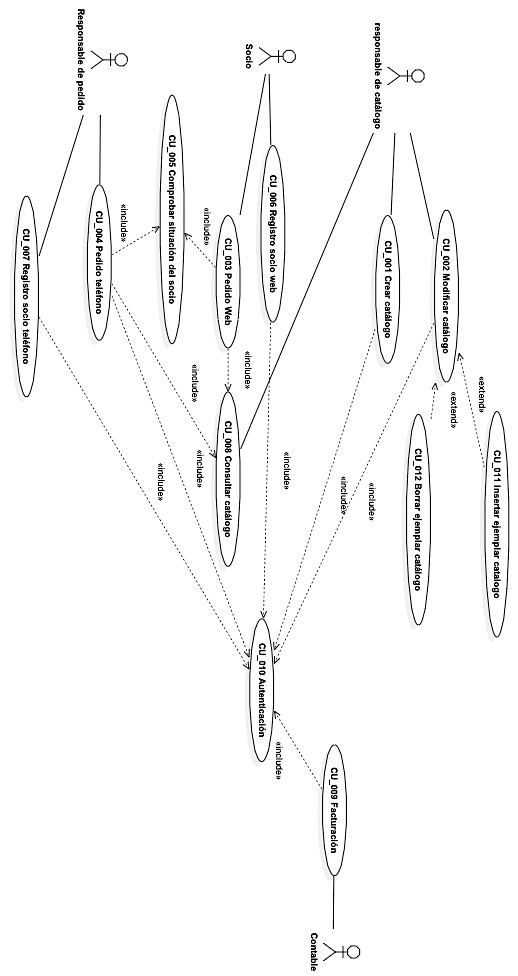 responsable de catálogo
CU_002 Modificar catálogo
CU_011 Insertar ejemplar catalogo
«extend»
CU_012 Borrar ejemplar catálogo
«extend»
CU_001 Crear catálogo
«include»
«include»
Socio
CU_006 Registro socio web
«include»
CU_003 Pedido Web
«include»
«include»
CU_008 Consultar catálogo
CU_005 Comprobar situación del socio
Responsable de pedido
CU_004 Pedido teléfono
«include»
«include»
«include»
CU_007 Registro socio teléfono
«include»
CU_010 Autenticación
«include»
CU_009 Facturación
Contable